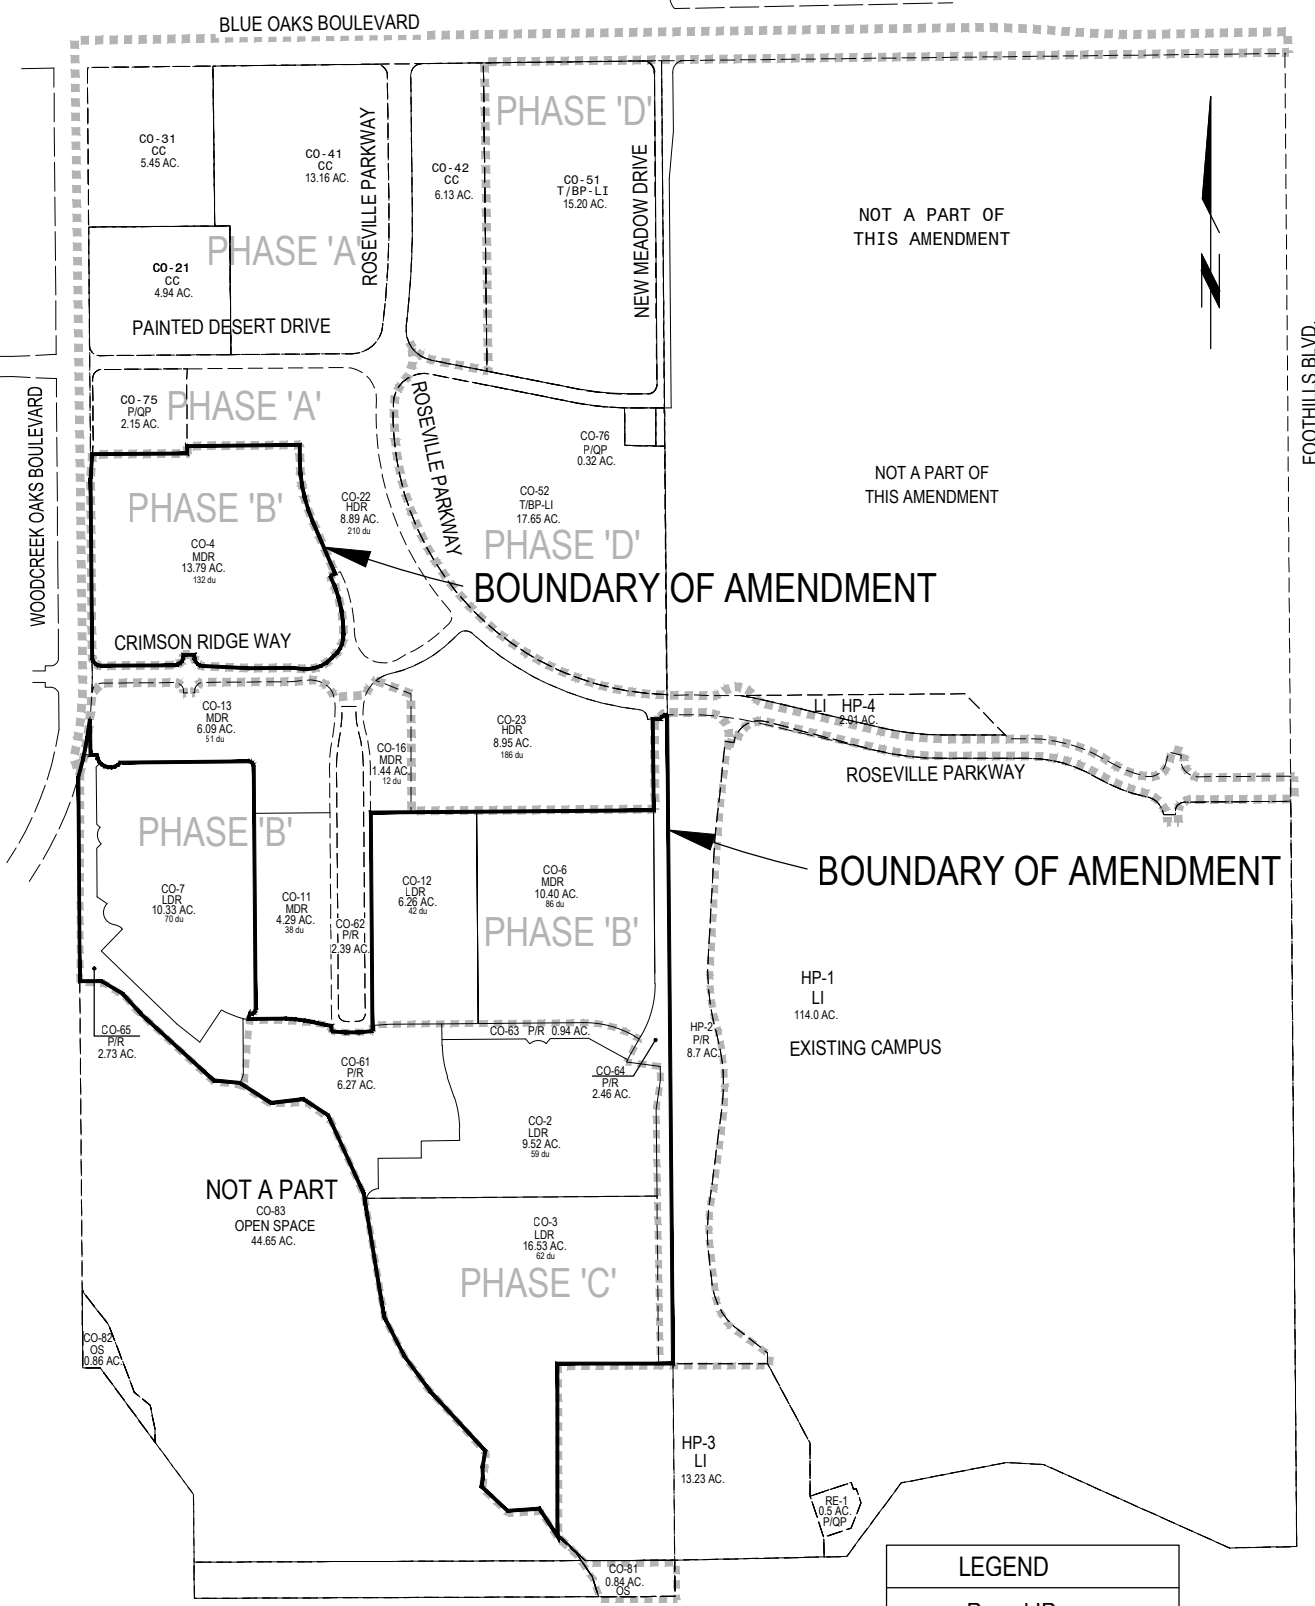 BLUE OAKS BOULEVARD
CO-31
CC
5.45 AC.
CO-41
CC
13.16 AC.
ROSEVILLE PARKWAY
CO-42
CC
6.13 AC.
PHASE 'D'
CO-51
T/BP-LI
15.20 AC.
NEW MEADOW DRIVE
NOT A PART OF
THIS AMENDMENT
N
PHASE 'A'
CO-21
CC
4.94 AC.
PAINTED DESERT DRIVE
FOOTHILLS BLVD.
WOODCREEK OAKS BOULEVARD
CO-75
P/QP
2.15 AC.
PHASE 'A'
ROSEVILLE PARKWAY
CO-76
P/QP
0.32 AC.
NOT A PART OF
THIS AMENDMENT
PHASE 'B'
CO-22
HDR
8.89 AC.
210 du
CO-52
T/BP-LI
17.65 AC.
PHASE 'D'
CO-4
MDR
13.79 AC.
132 du
BOUNDARY OF AMENDMENT
CRIMSON RIDGE WAY
CO-13
MDR
6.09 AC.
51 du
CO-16
MDR
1.44 AC.
12 du
CO-23
HDR
8.95 AC.
186 du
LI HP-4
2.01 AC.
ROSEVILLE PARKWAY
PHASE 'B'
BOUNDARY OF AMENDMENT
CO-7
LDR
10.33 AC.
70 du
CO-11
MDR
4.29 AC.
38 du
CO-62
P/R
2.39 AC.
CO-12
LDR
6.26 AC.
42 du
CO-6
MDR
10.40 AC.
86 du
PHASE 'B'
HP-1
LI
114.0 AC.
EXISTING CAMPUS
HP-2
P/R
8.7 AC.
CO-65
P/R
2.73 AC.
CO-63 P/R 0.94 AC.
CO-61
P/R
6.27 AC.
CO-64
P/R
2.46 AC.
CO-2
LDR
9.52 AC.
59 du
NOT A PART
CO-83
OPEN SPACE
44.65 AC.
CO-3
LDR
16.53 AC.
62 du
PHASE 'C'
CO-82
OS
0.86 AC.
HP-3
LI
13.23 AC.
RE-1
0.5 AC.
P/QP
CO-81
0.84 AC.
OS
LEGEND